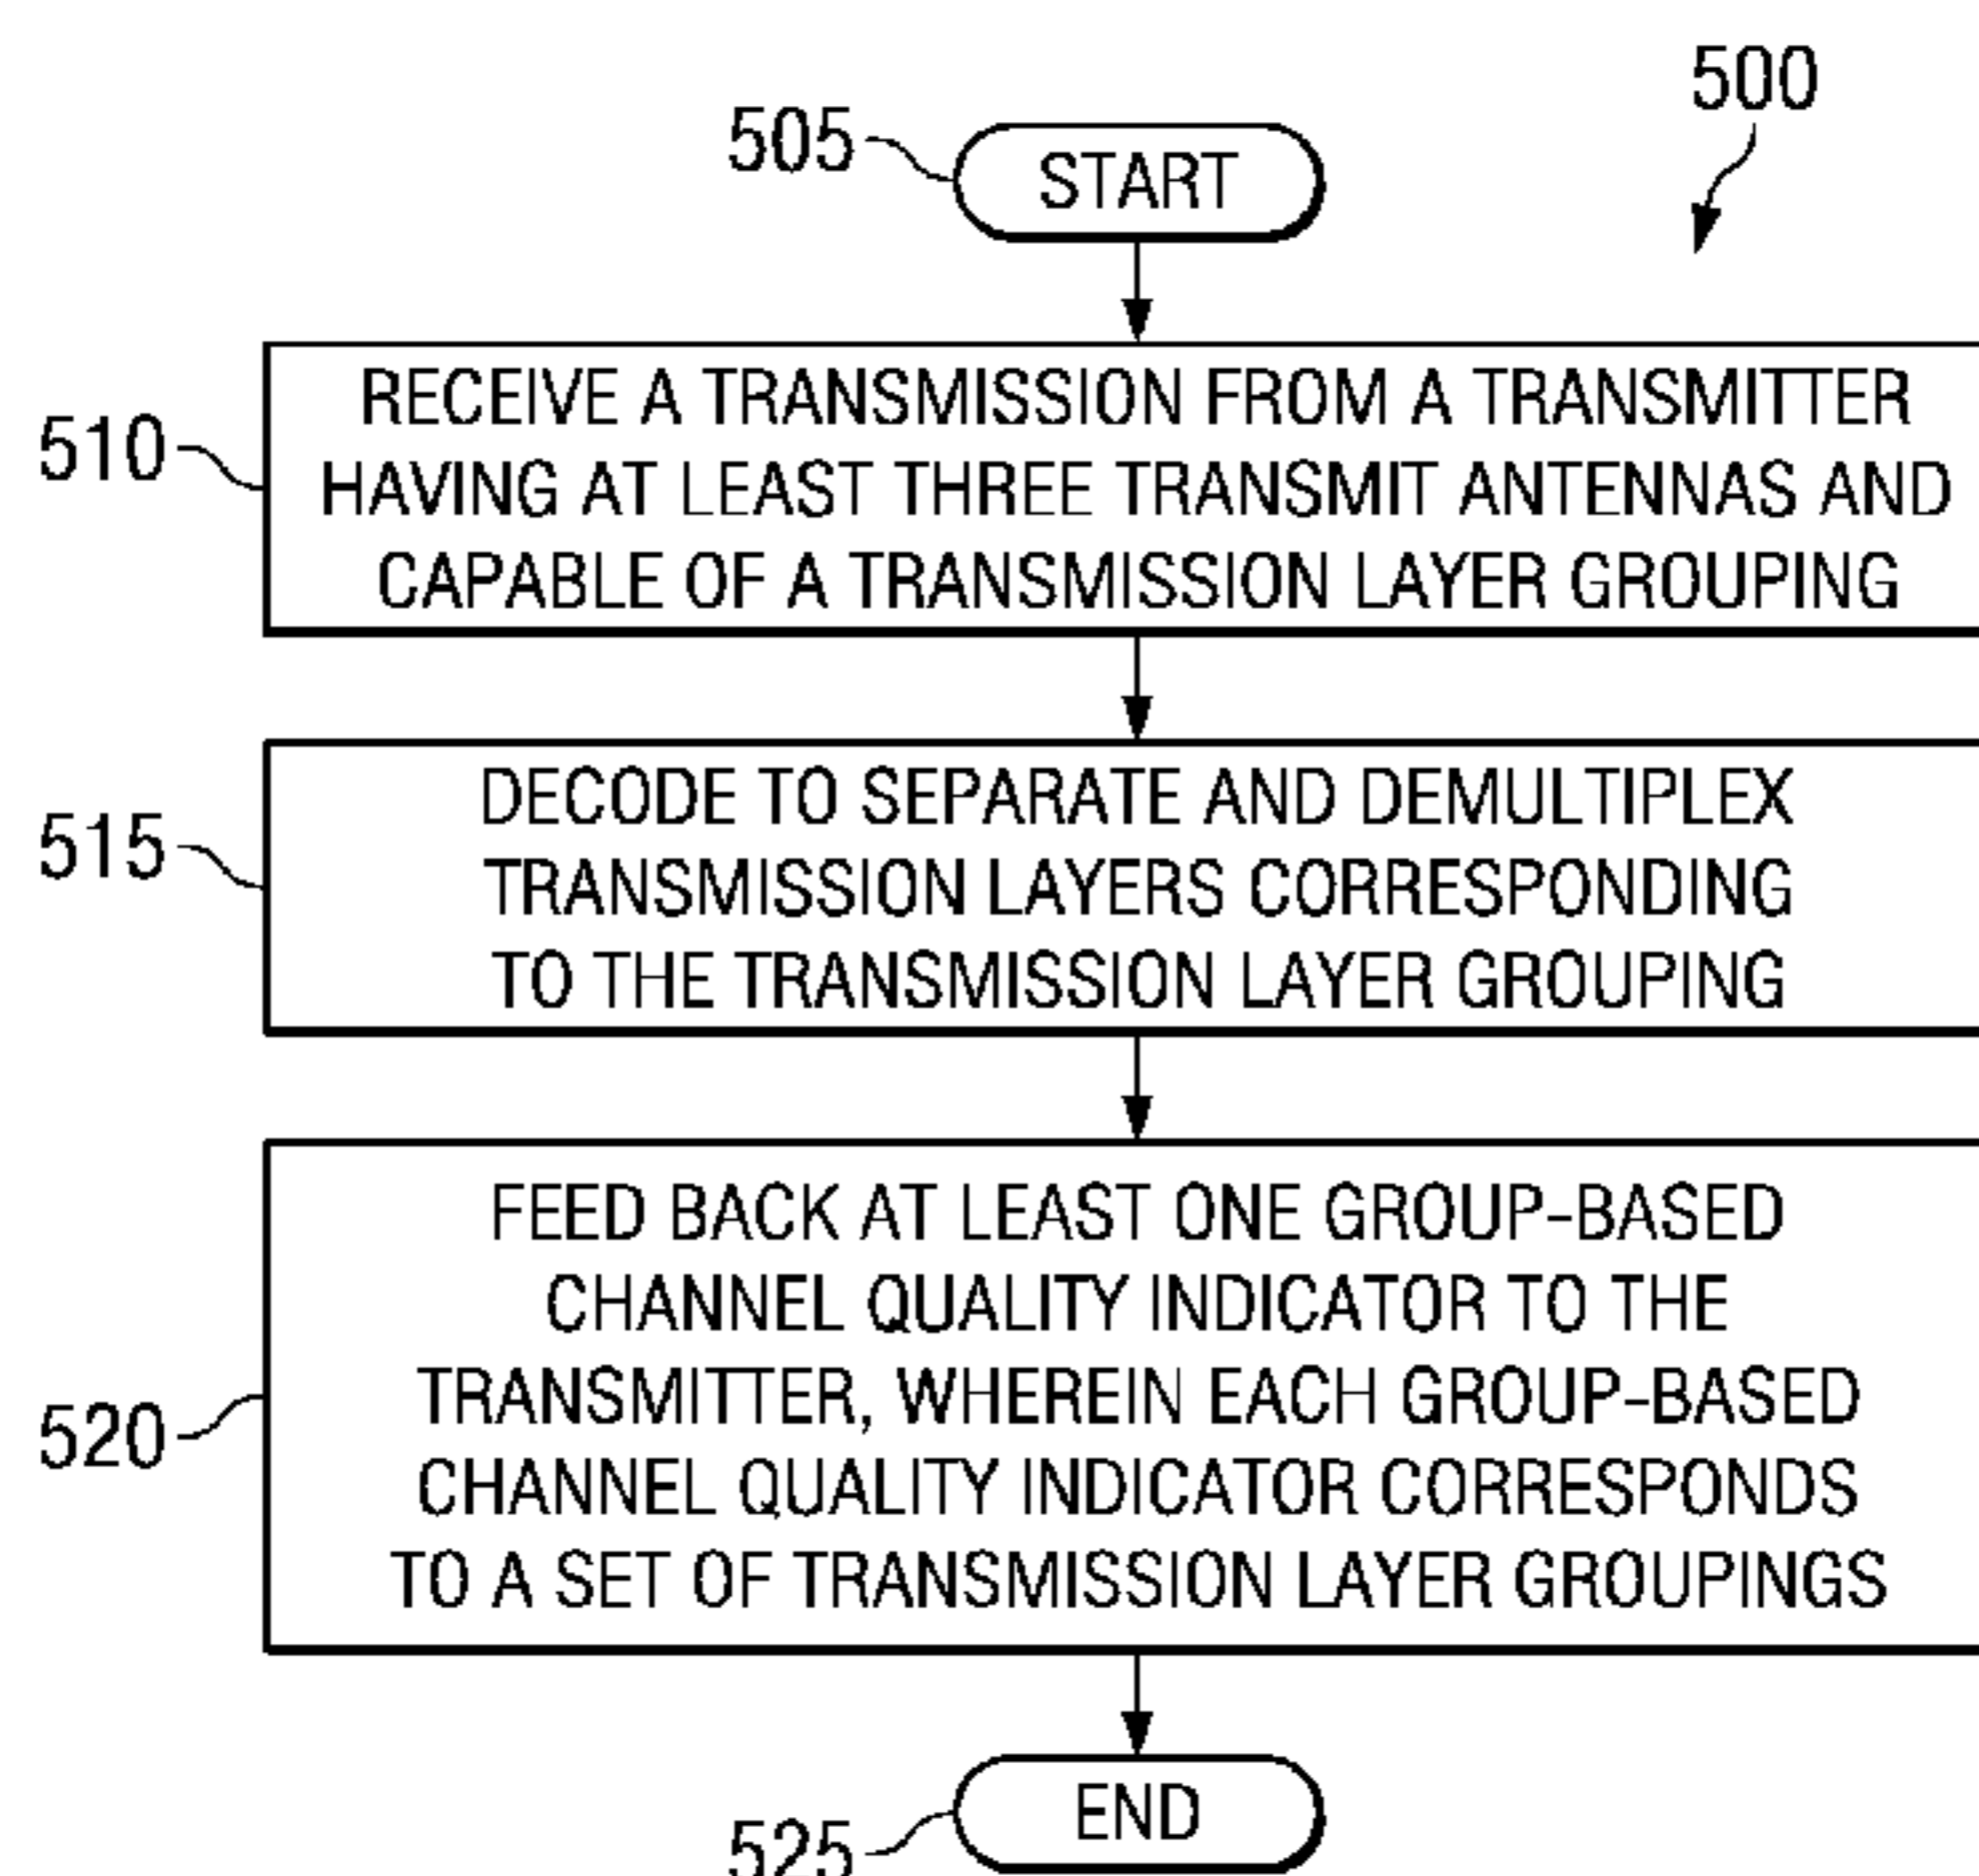 500
505
START
510
RECEIVE A TRANSMISSION FROM A TRANSMITTER
HAVING AT LEAST THREE TRANSMIT ANTENNAS AND
CAPABLE OF A TRANSMISSION LAYER GROUPING
515
DECODE TO SEPARATE AND DEMULTIPLEX
TRANSMISSION LAYERS CORRESPONDING
TO THE TRANSMISSION LAYER GROUPING
520
FEED BACK AT LEAST ONE GROUP-BASED
CHANNEL QUALITY INDICATOR TO THE
TRANSMITTER, WHEREIN EACH GROUP-BASED
CHANNEL QUALITY INDICATOR CORRESPONDS
TO A SET OF TRANSMISSION LAYER GROUPINGS
525
END